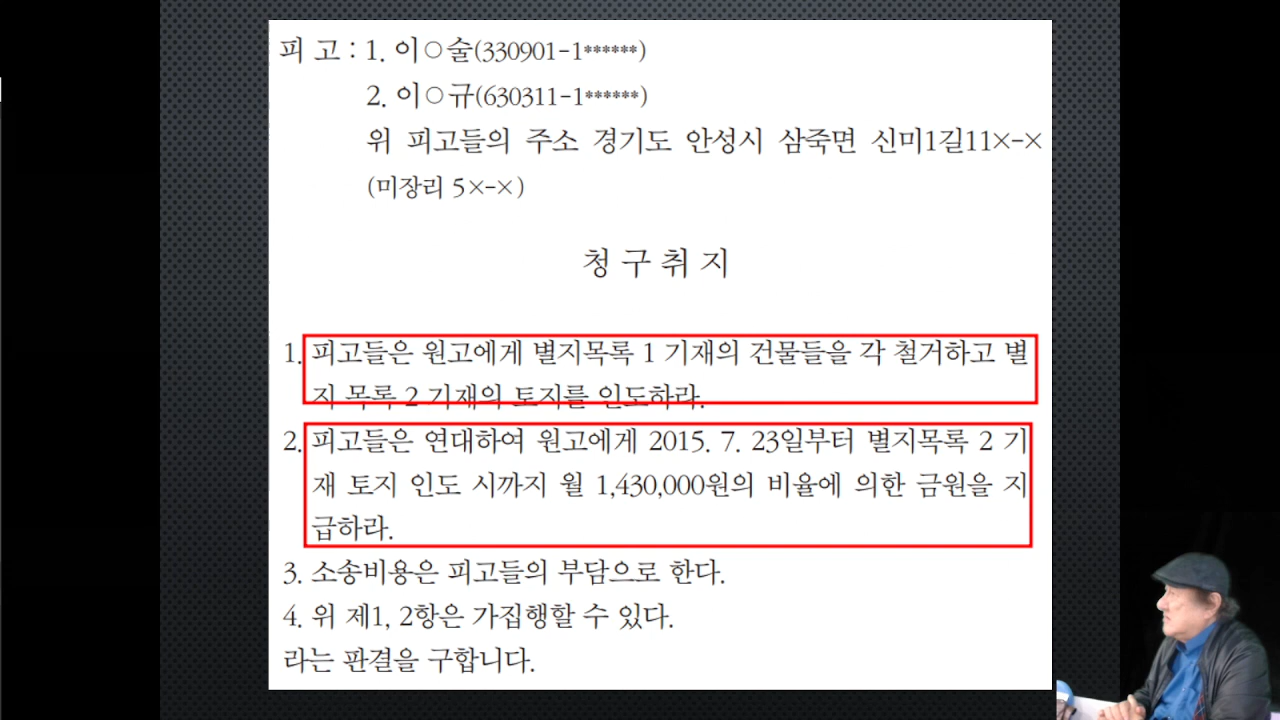 피 고 : 1. 이○술(330901-1******)
2. 이○규(630311-1******)
위 피고들의 주소 경기도 안성시 삼죽면 신미1길11×-×
(미장리 5×-×)
청 구 취 지
1. 피고들은 원고에게 별지목록 1 기재의 건물들을 각 철거하고 별
지 목록 2 기재의 토지를 인도하라.
2. 피고들은 연대하여 원고에게 2015. 7. 23일부터 별지목록 2 기
재 토지 인도 시까지 월 1,430,000원의 비율에 의한 금원을 지
급하라.
3. 소송비용은 피고들의 부담으로 한다.
4. 위 제1, 2항은 가집행할 수 있다.
라는 판결을 구합니다.